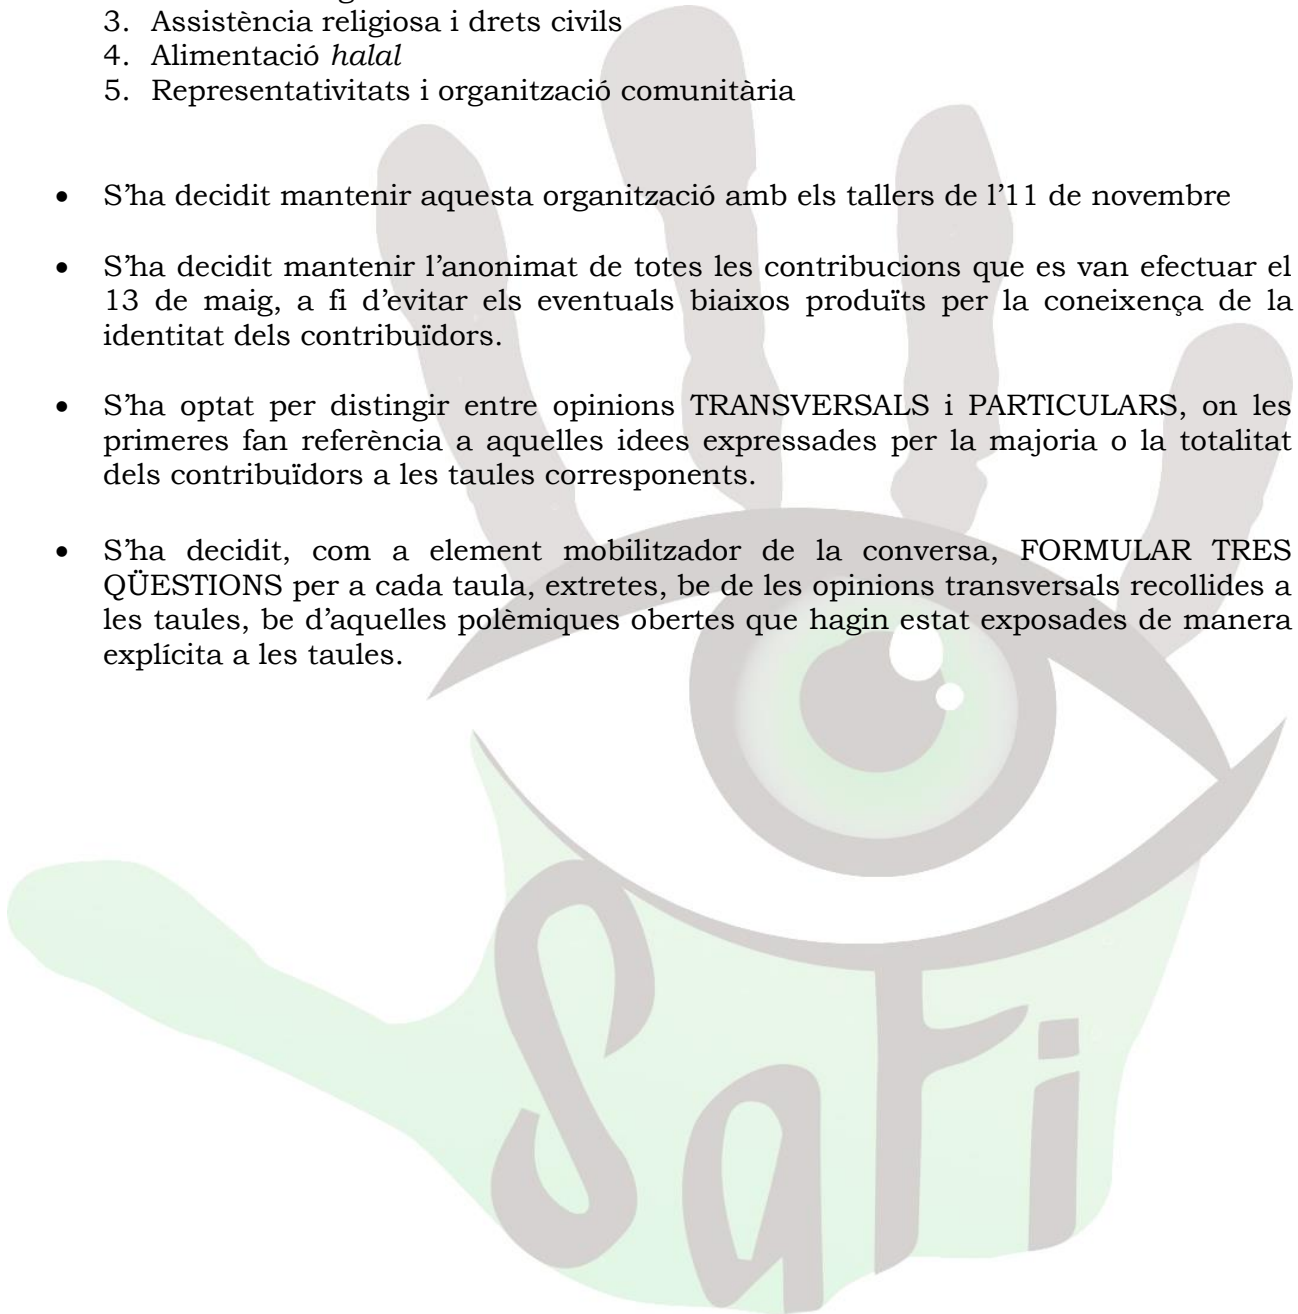 3. Assistència religiosa i drets civils
4. Alimentació halal
5. Representativitats i organització comunitària
• S’ha decidit mantenir aquesta organització amb els tallers de l’11 de novembre
• S’ha decidit mantenir l’anonimat de totes les contribucions que es van efectuar el
13 de maig, a fi d’evitar els eventuals biaixos produïts per la coneixença de la
identitat dels contribuïdors.
• S’ha optat per distingir entre opinions TRANSVERSALS i PARTICULARS, on les
primeres fan referència a aquelles idees expressades per la majoria o la totalitat
dels contribuïdors a les taules corresponents.
• S’ha decidit, com a element mobilitzador de la conversa, FORMULAR TRES
QÜESTIONS per a cada taula, extretes, be de les opinions transversals recollides a
les taules, be d’aquelles polèmiques obertes que hagin estat exposades de manera
explícita a les taules.
SaFi